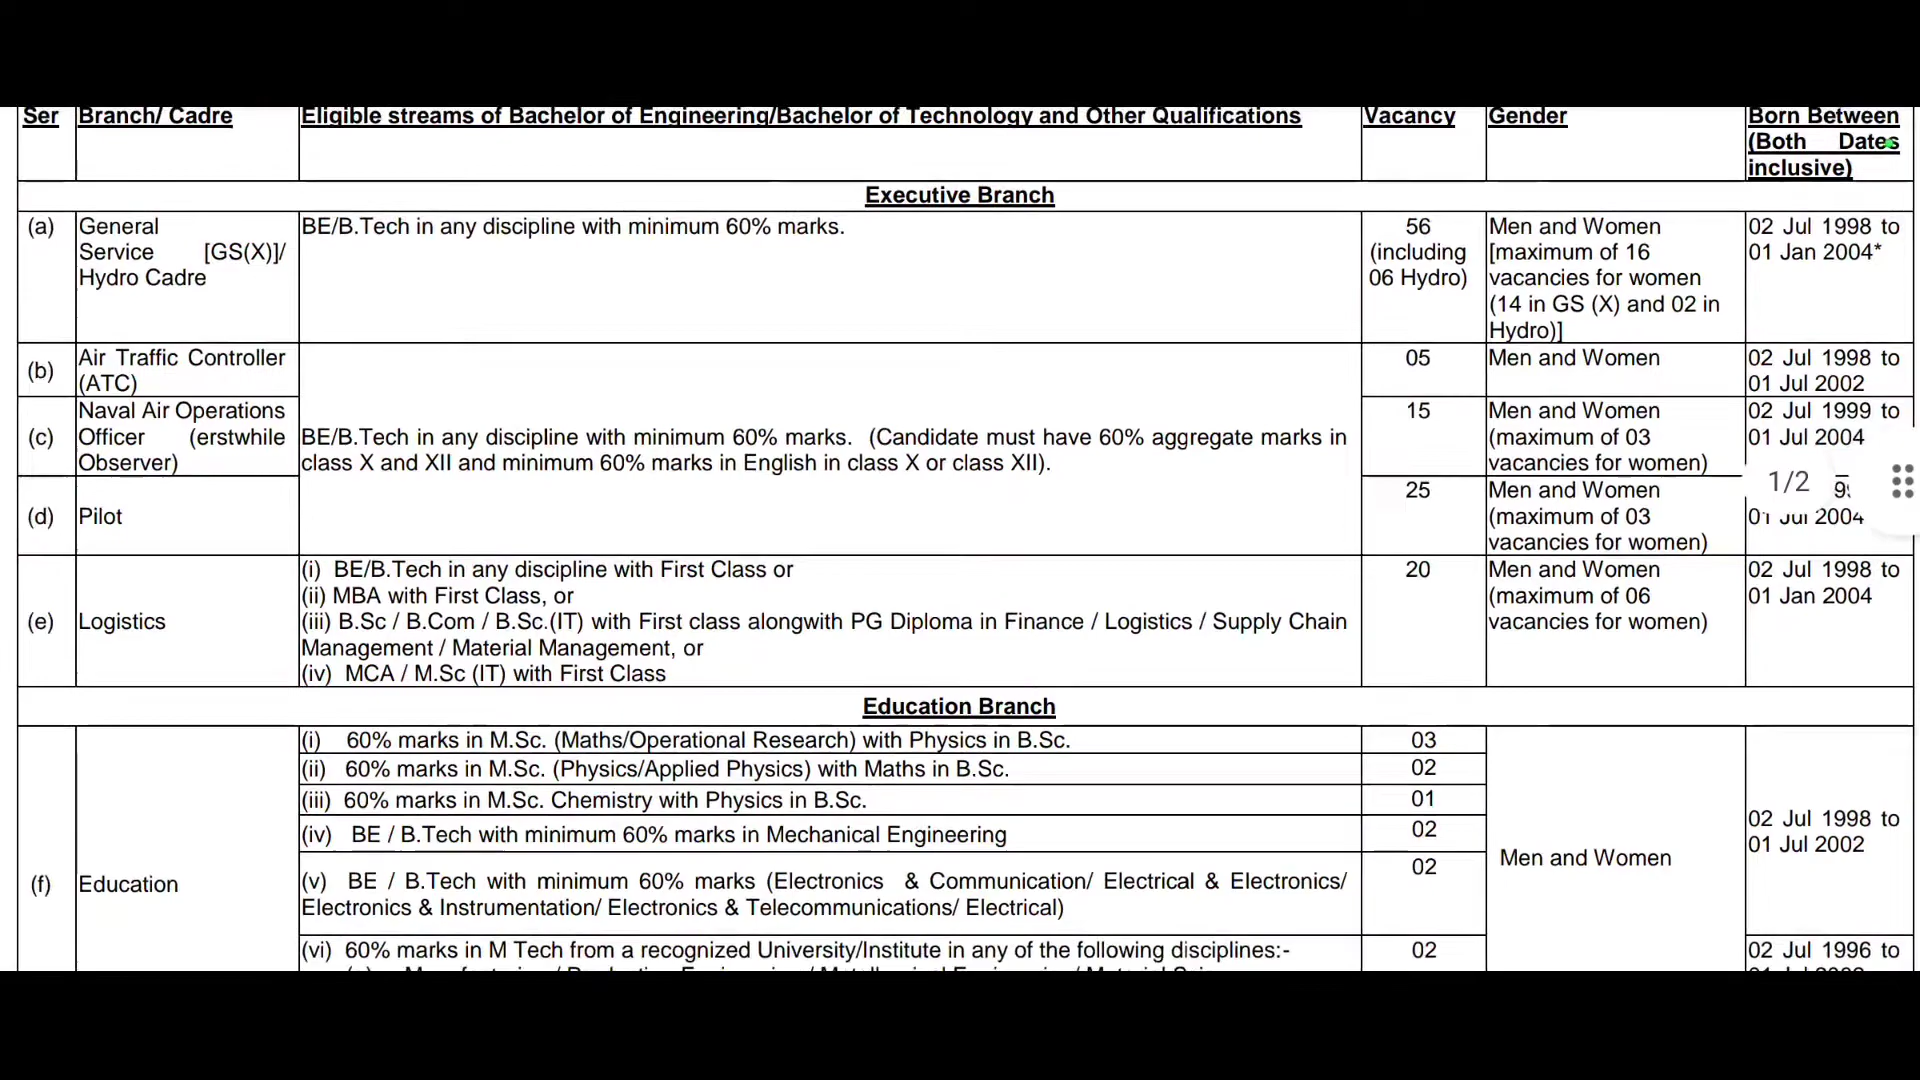 Ser Branch/ Cadre Eligible streams of Bachelor of Engineering/Bachelor of Technology and Other Qualifications Vacancy Gender Born Between
(Both Dates
inclusive)
Executive Branch
(a) General
Service [GS(X)]/
Hydro Cadre
BE/B.Tech in any discipline with minimum 60% marks.
56
(including
06 Hydro)
Men and Women
[maximum of 16
vacancies for women
(14 in GS (X) and 02 in
Hydro)]
02 Jul 1998 to
01 Jan 2004*
(b) Air Traffic Controller
(ATC)
05
Men and Women
02 Jul 1998 to
01 Jul 2002
(c) Naval Air Operations
Officer (erstwhile
Observer)
BE/B.Tech in any discipline with minimum 60% marks. (Candidate must have 60% aggregate marks in
class X and XII and minimum 60% marks in English in class X or class XII).
15
Men and Women
(maximum of 03
vacancies for women)
02 Jul 1999 to
01 Jul 2004
(d) Pilot
25
Men and Women
(maximum of 03
vacancies for women)
01 Jul 2004
1/2
(e) Logistics
(i) BE/B.Tech in any discipline with First Class or
(ii) MBA with First Class, or
(iii) B.Sc / B.Com / B.Sc.(IT) with First class alongwith PG Diploma in Finance / Logistics / Supply Chain
Management / Material Management, or
(iv) MCA / M.Sc (IT) with First Class
20
Men and Women
(maximum of 06
vacancies for women)
02 Jul 1998 to
01 Jan 2004
Education Branch
(f) Education
(i) 60% marks in M.Sc. (Maths/Operational Research) with Physics in B.Sc. 03
(ii) 60% marks in M.Sc. (Physics/Applied Physics) with Maths in B.Sc. 02
(iii) 60% marks in M.Sc. Chemistry with Physics in B.Sc. 01
(iv) BE / B.Tech with minimum 60% marks in Mechanical Engineering 02
(v) BE / B.Tech with minimum 60% marks (Electronics & Communication/ Electrical & Electronics/
Electronics & Instrumentation/ Electronics & Telecommunications/ Electrical)
02
Men and Women
02 Jul 1998 to
01 Jul 2002
(vi) 60% marks in M Tech from a recognized University/Institute in any of the following disciplines:- 02
02 Jul 1996 to